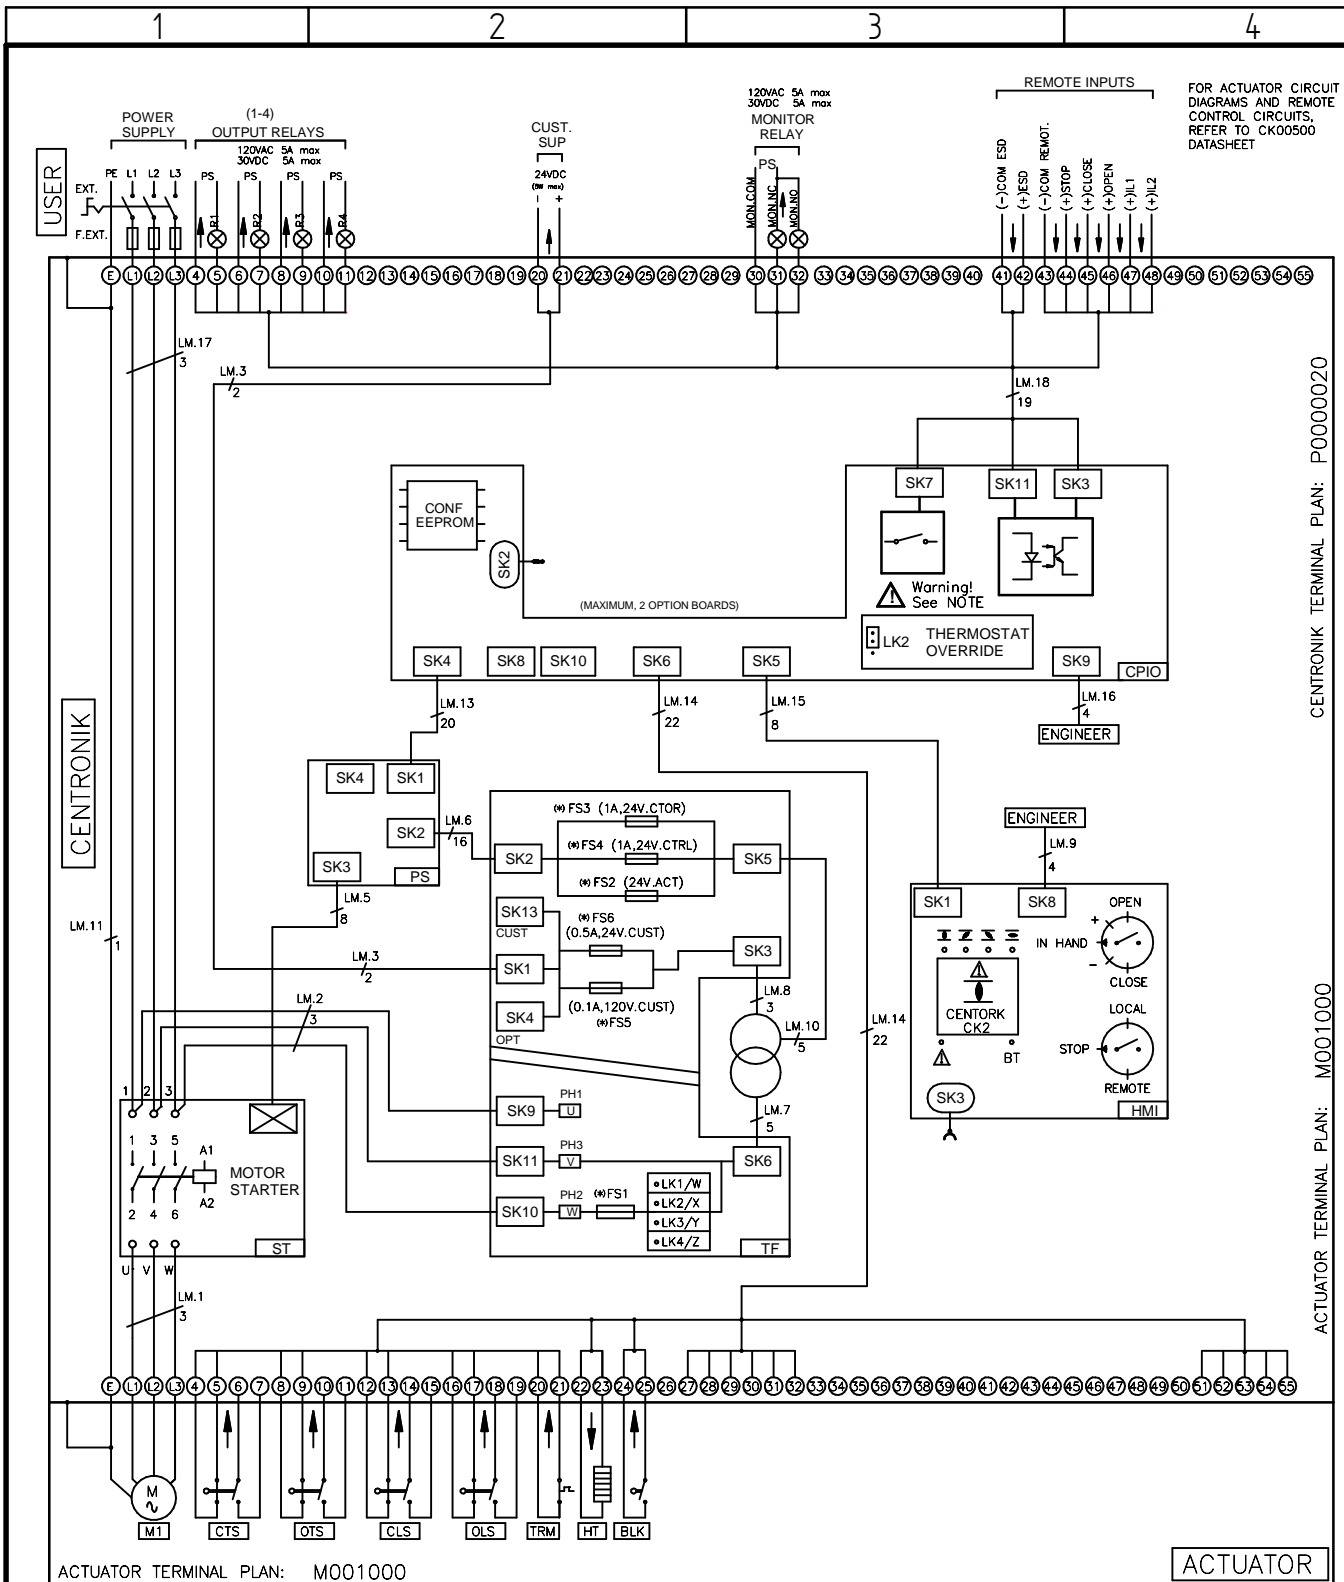 1 2 3 4
FOR ACTUATOR CIRCUIT
DIAGRAMS AND REMOTE
CONTROL CIRCUITS,
REFER TO CK00500
DATASHEET
USER
POWER
SUPPLY
(1-4)
OUTPUT RELAYS
120VAC 5A max
30VDC 5A max
CUST.
SUP
24VDC
(5W max)
- +
120VAC 5A max
30VDC 5A max
MONITOR
RELAY
PS
REMOTE INPUTS
PE L1 L2 L3
EXT.
F.EXT.
PS PS PS PS
R1 R2 R3 R4
MON.COM
MON.NC
MON.NO
(-)COM ESD
(+)ESD
(-)COM REMOT.
(+)STOP
(+)CLOSE
(+)OPEN
(+)IL1
(+)IL2
E L1 L2 L3 4 5 6 7 8 9 10 11 12 13 14 15 16 17 18 19 20 21 22 23 24 25 26 27 28 29 30 31 32 33 34 35 36 37 38 39 40 41 42 43 44 45 46 47 48 49 50 51 52 53 54 55
LM.17
3
LM.3
2
LM.18
19
CENTRONIK TERMINAL PLAN: P0000020
CONF
EEPROM
SK2
SK7 SK11 SK3
Warning!
See NOTE
(MAXIMUM, 2 OPTION BOARDS)
LK2
THERMOSTAT
OVERRIDE
SK4 SK8 SK10 SK6 SK5 SK9
CPIO
LM.13
20
LM.14
22
LM.15
8
LM.16
4
ENGINEER
CENTRONIK
SK4 SK1
SK2
SK3
PS
LM.6
16
LM.5
8
(*)FS3 (1A,24V.CTOR)
(*)FS4 (1A,24V.CTRL)
(*)FS2 (24V.ACT)
SK2 SK5
SK13
CUST
(*)FS6
(0.5A,24V.CUST)
SK1
SK3
(0.1A,120V.CUST)
(*)FS5
SK4
OPT
LM.8
3
LM.10
5
LM.7
5
LM.11
1
LM.3
2
LM.2
3
LM.14
22
SK9
PH1
U
SK11
PH3
V
SK6
SK10
PH2
W
(*)FS1
LK1/W
LK2/X
LK3/Y
LK4/Z
TF
ENGINEER
LM.9
4
SK1 SK8
OPEN
+
IN HAND
-
CLOSE
CENTORK
CK2
BT
LOCAL
STOP
REMOTE
SK3
HMI
1 2 3
1 3 5
A1
A2
MOTOR
STARTER
2 4 6
ST
U V W
LM.1
3
ACTUATOR TERMINAL PLAN: M001000
E L1 L2 L3 4 5 6 7 8 9 10 11 12 13 14 15 16 17 18 19 20 21 22 23 24 25 26 27 28 29 30 31 32 33 34 35 36 37 38 39 40 41 42 43 44 45 46 47 48 49 50 51 52 53 54 55
M
M1 CTS OTS CLS OLS TRM HT BLK
ACTUATOR TERMINAL PLAN: M001000
ACTUATOR